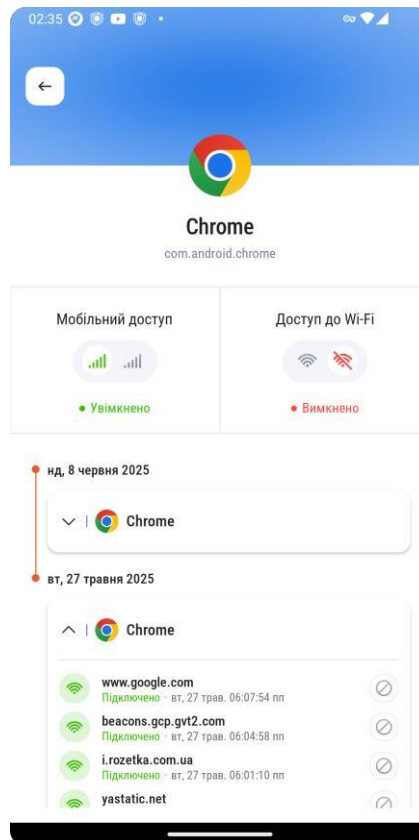 02:35
Chrome
com.android.chrome
Мобільний доступ
Доступ до Wi-Fi
Увімкнено
Вимкнено
нд, 8 червня 2025
Chrome
вт, 27 травня 2025
Chrome
www.google.com
Підключено - вт, 27 трав. 06:07:54 пп
beacons.gcp.gvt2.com
Підключено - вт, 27 трав. 06:04:58 пп
i.rozetka.com.ua
Підключено - вт, 27 трав. 06:01:10 пп
yastatic.net